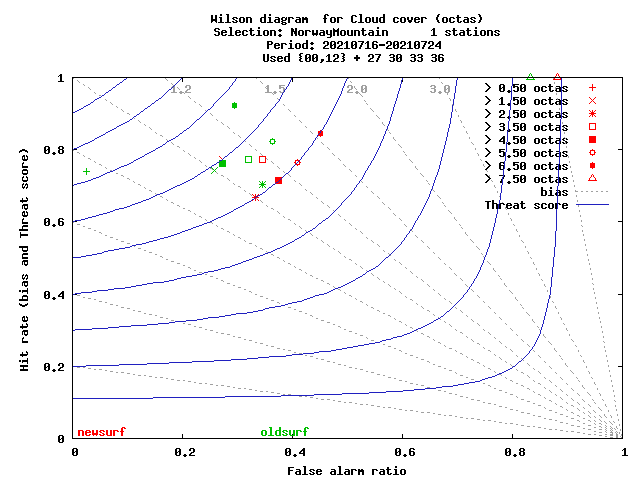 Wilson diagram  for Cloud cover (octas)
Selection: NorwayMountain      1 stations
Period: 20210716-20210724
Used {00,12} + 27 30 33 36
1.2 1.5 2.0 3.0
> 0.50 octas
> 1.50 octas
> 2.50 octas
> 3.50 octas
> 4.50 octas
> 5.50 octas
> 6.50 octas
> 7.50 octas
bias
Threat score
1
0.8
0.6
0.4
0.2
0
Hit rate (bias and Threat score)
newsurf oldsurf
0 0.2 0.4 0.6 0.8 1
False alarm ratio